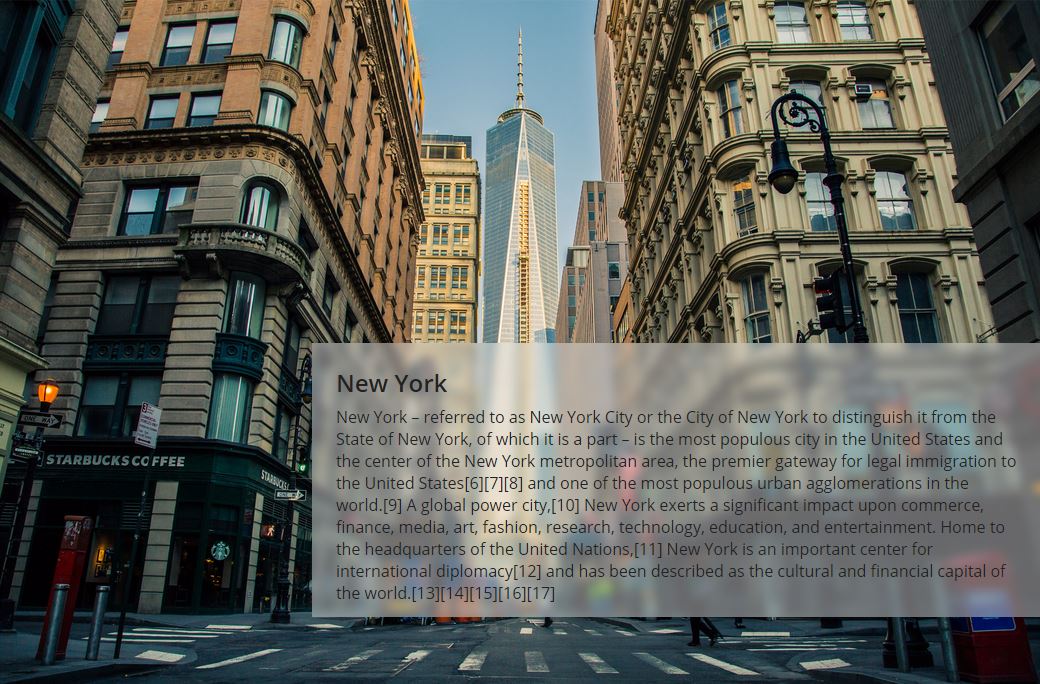 ONE WAY
STARBUCKS COFFEE
STARBUCKS
New York
New York – referred to as New York City or the City of New York to distinguish it from the
State of New York, of which it is a part – is the most populous city in the United States and
the center of the New York metropolitan area, the premier gateway for legal immigration to
the United States[6][7][8] and one of the most populous urban agglomerations in the
world.[9] A global power city,[10] New York exerts a significant impact upon commerce,
finance, media, art, fashion, research, technology, education, and entertainment. Home to
the headquarters of the United Nations,[11] New York is an important center for
international diplomacy[12] and has been described as the cultural and financial capital of
the world.[13][14][15][16][17]